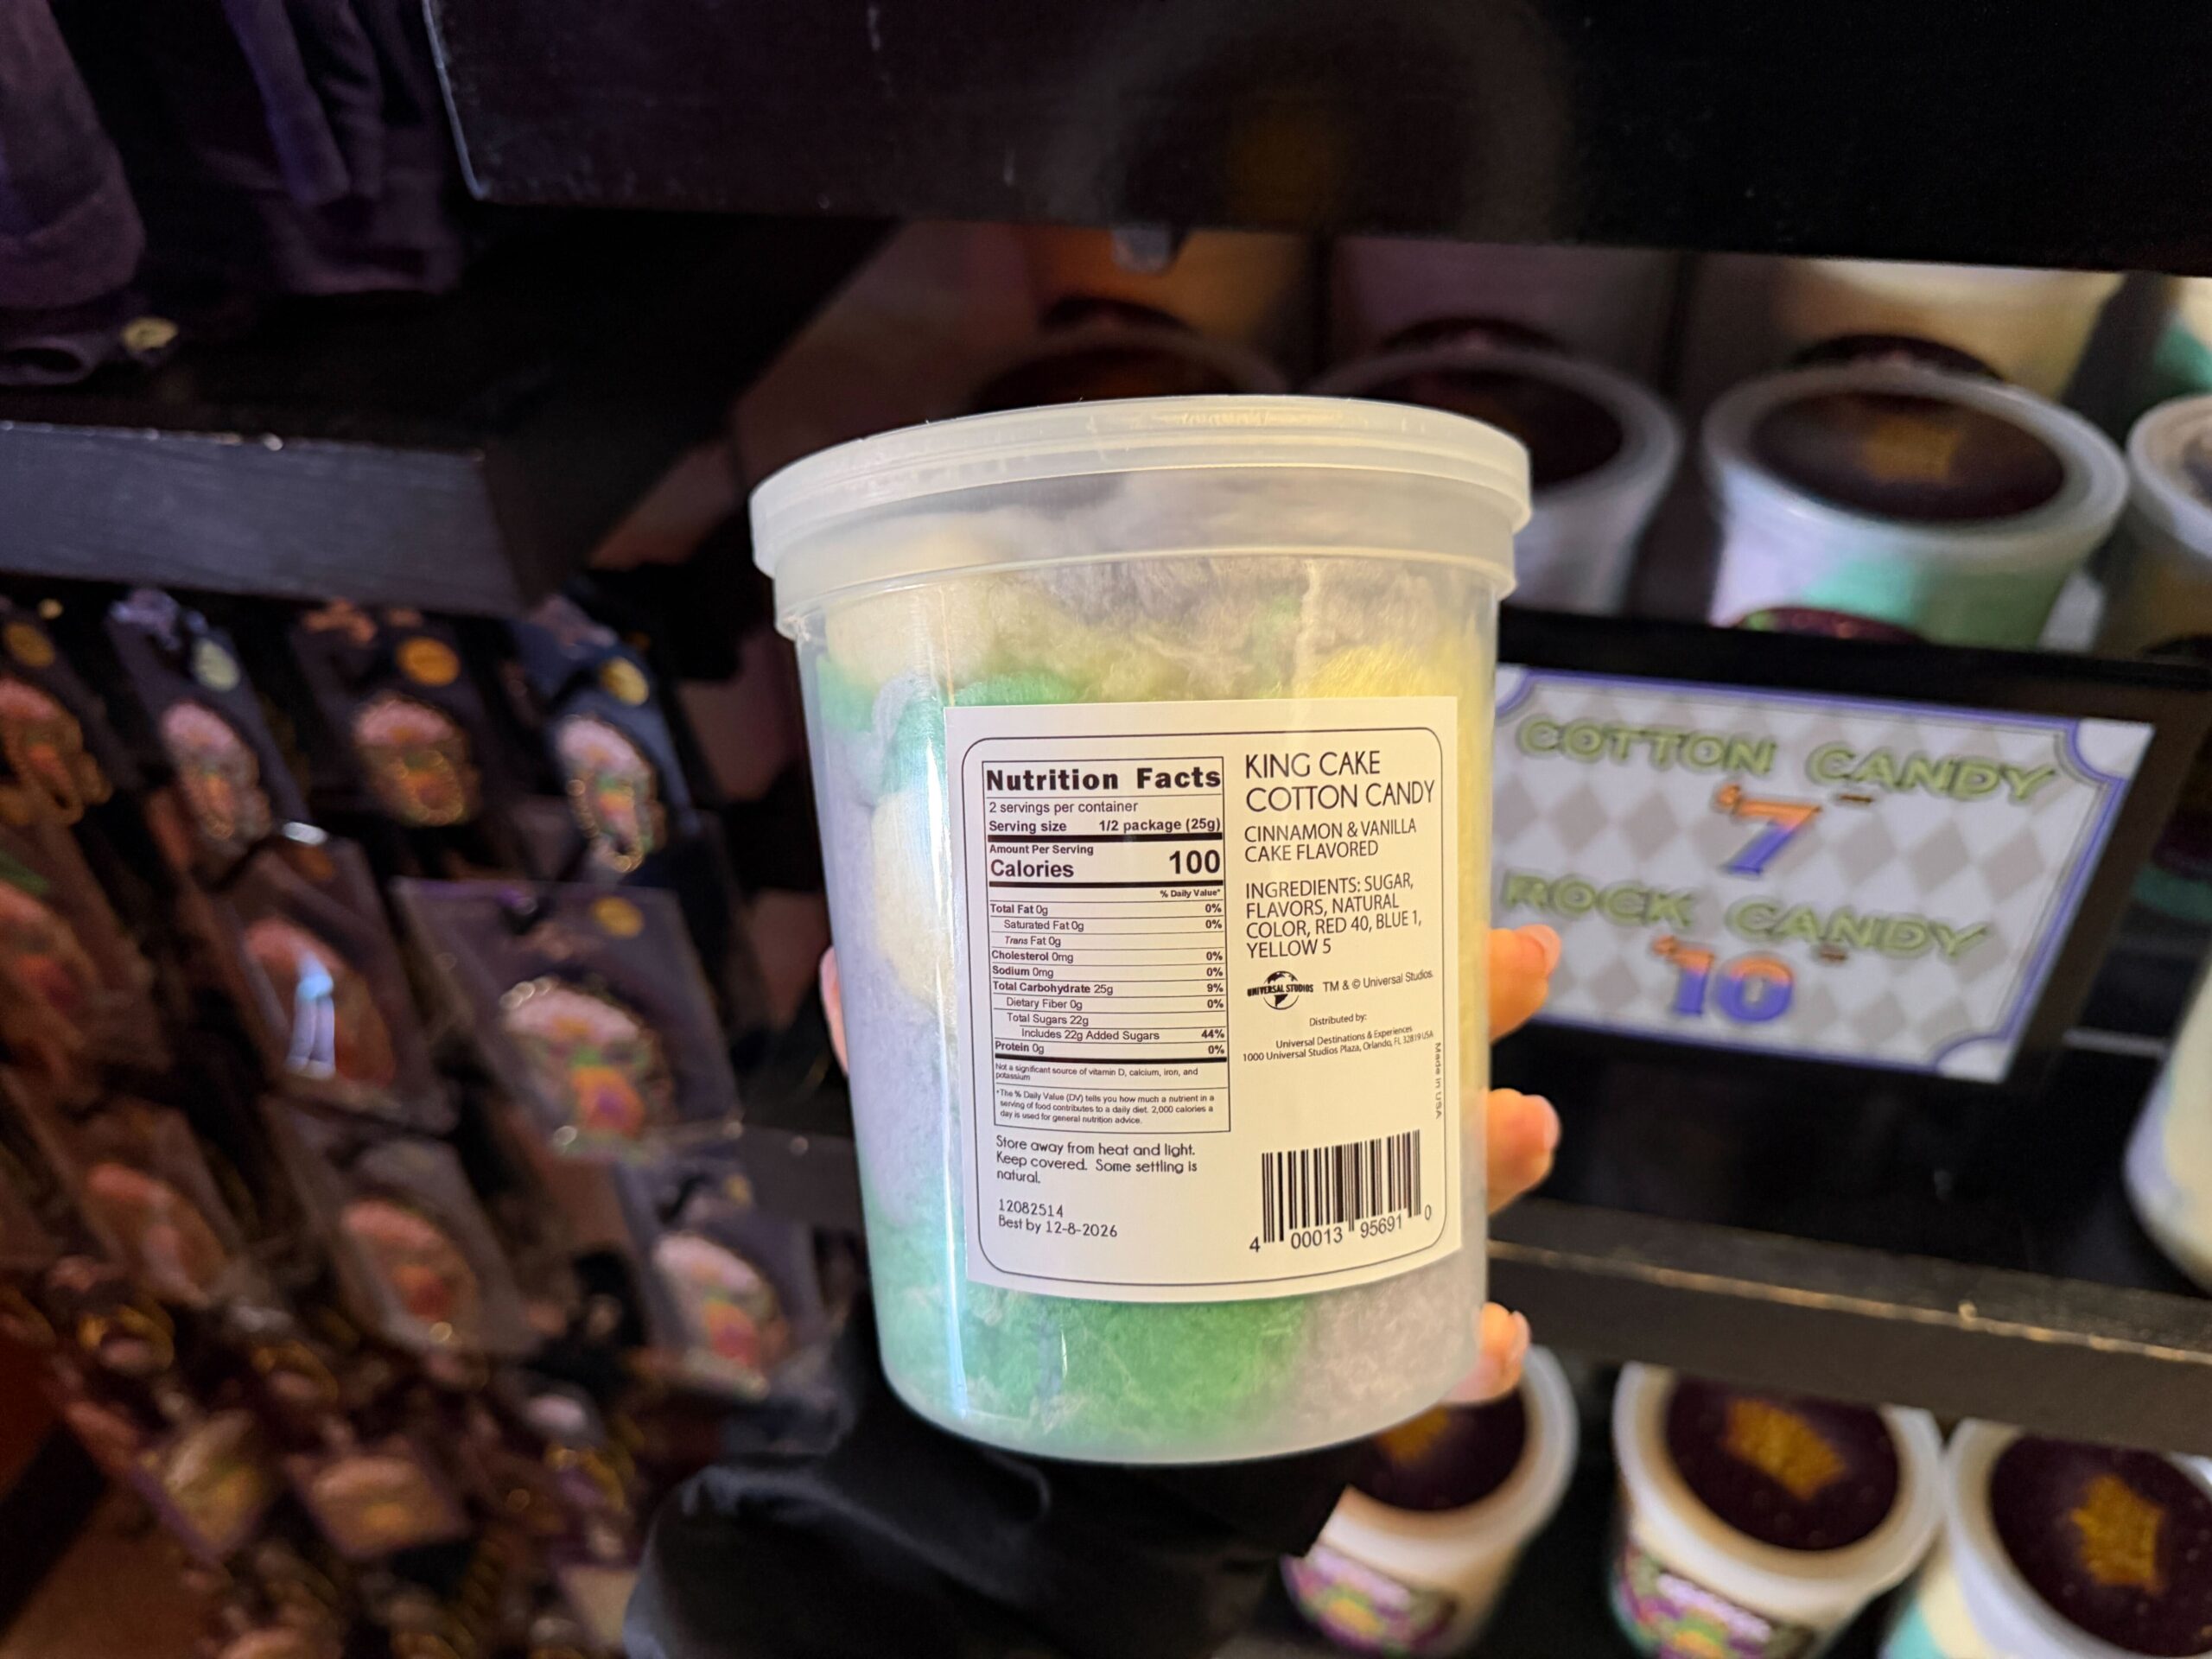 Nutrition Facts
2 servings per container
Serving size 1/2 package (25g)
Amount Per Serving
Calories 100
% Daily Value*
Total Fat 0g 0%
Saturated Fat 0g 0%
Trans Fat 0g
Cholesterol 0mg 0%
Sodium 0mg 0%
Total Carbohydrate 25g 9%
Dietary Fiber 0g 0%
Total Sugars 22g
Includes 22g Added Sugars 44%
Protein 0g 0%
Not a significant source of vitamin D, calcium, iron, and
potassium
*The % Daily Value (DV) tells you how much a nutrient in a
serving of food contributes to a daily diet. 2,000 calories a
day is used for general nutrition advice.
Store away from heat and light.
Keep covered. Some settling is
natural.
12082514
Best by 12-8-2026
KING CAKE
COTTON CANDY
CINNAMON & VANILLA
CAKE FLAVORED
INGREDIENTS: SUGAR,
FLAVORS, NATURAL
COLOR, RED 40, BLUE 1,
YELLOW 5
UNIVERSAL STUDIOS TM & © Universal Studios.
Distributed by:
Universal Destinations & Experiences
1000 Universal Studios Plaza, Orlando, FL 32819 USA
Made in USA
4 00013 95691 0
COTTON CANDY
$7
ROCK CANDY
$10